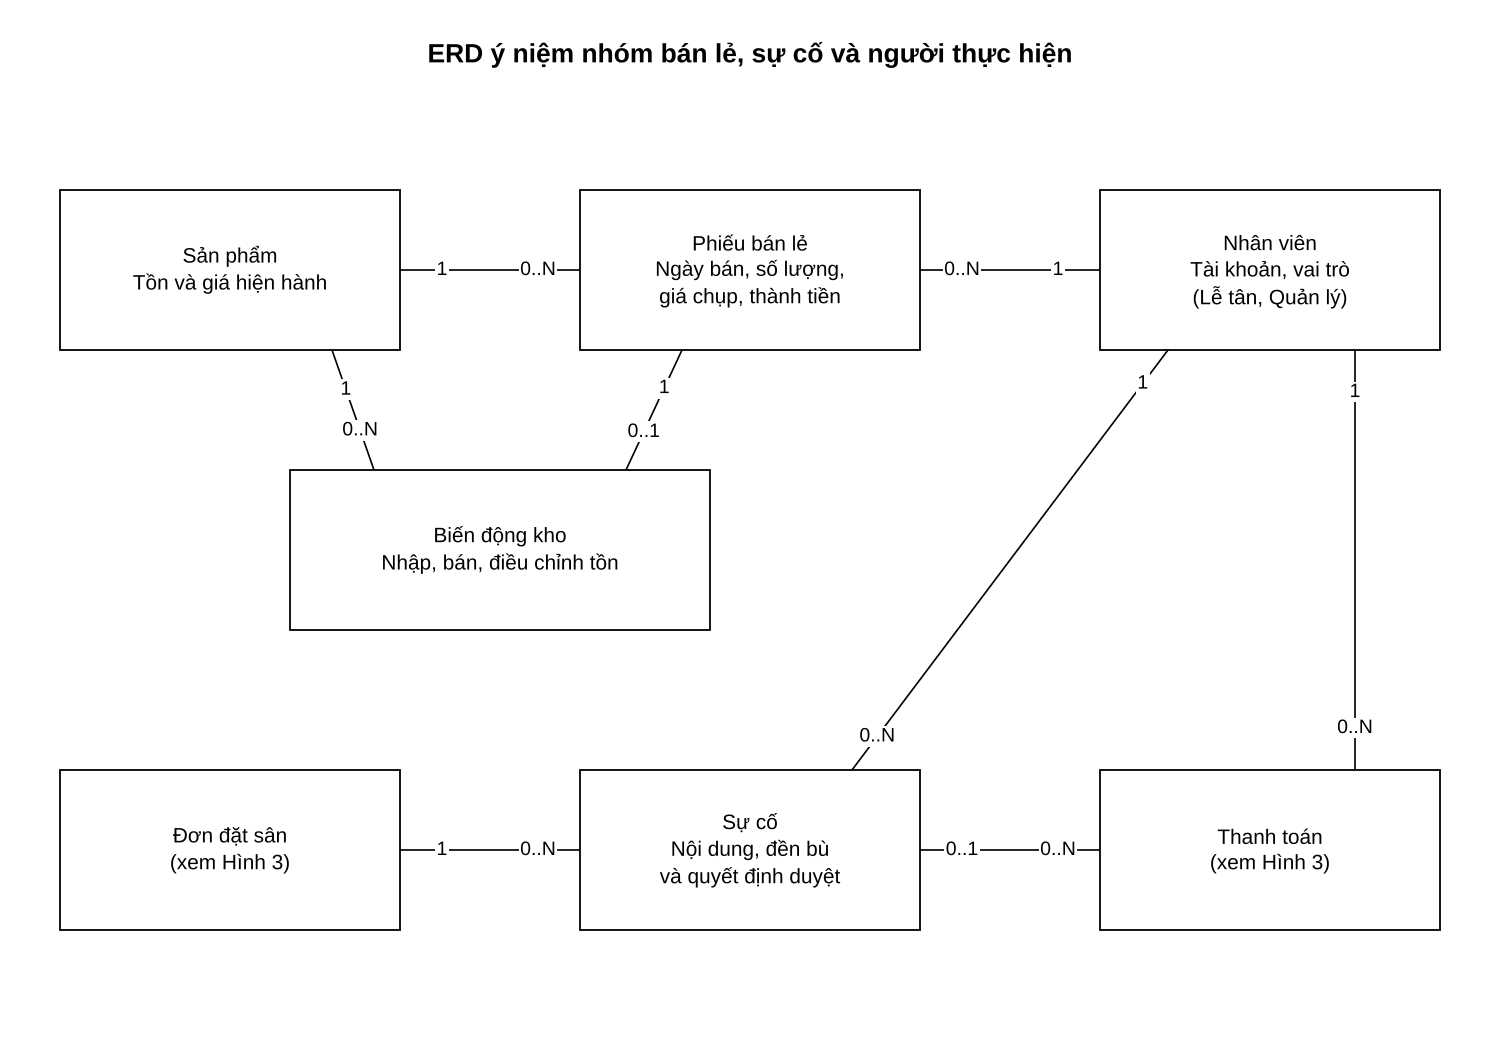 ERD ý niệm nhóm bán lẻ, sự cố và người thực hiện
Sản phẩm
Tồn và giá hiện hành
1
0..N
Phiếu bán lẻ
Ngày bán, số lượng,
giá chụp, thành tiền
0..N
1
Nhân viên
Tài khoản, vai trò
(Lễ tân, Quản lý)
1
0..N
1
0..1
1
1
Biến động kho
Nhập, bán, điều chỉnh tồn
0..N
0..N
Đơn đặt sân
(xem Hình 3)
1
0..N
Sự cố
Nội dung, đền bù
và quyết định duyệt
0..1
0..N
Thanh toán
(xem Hình 3)